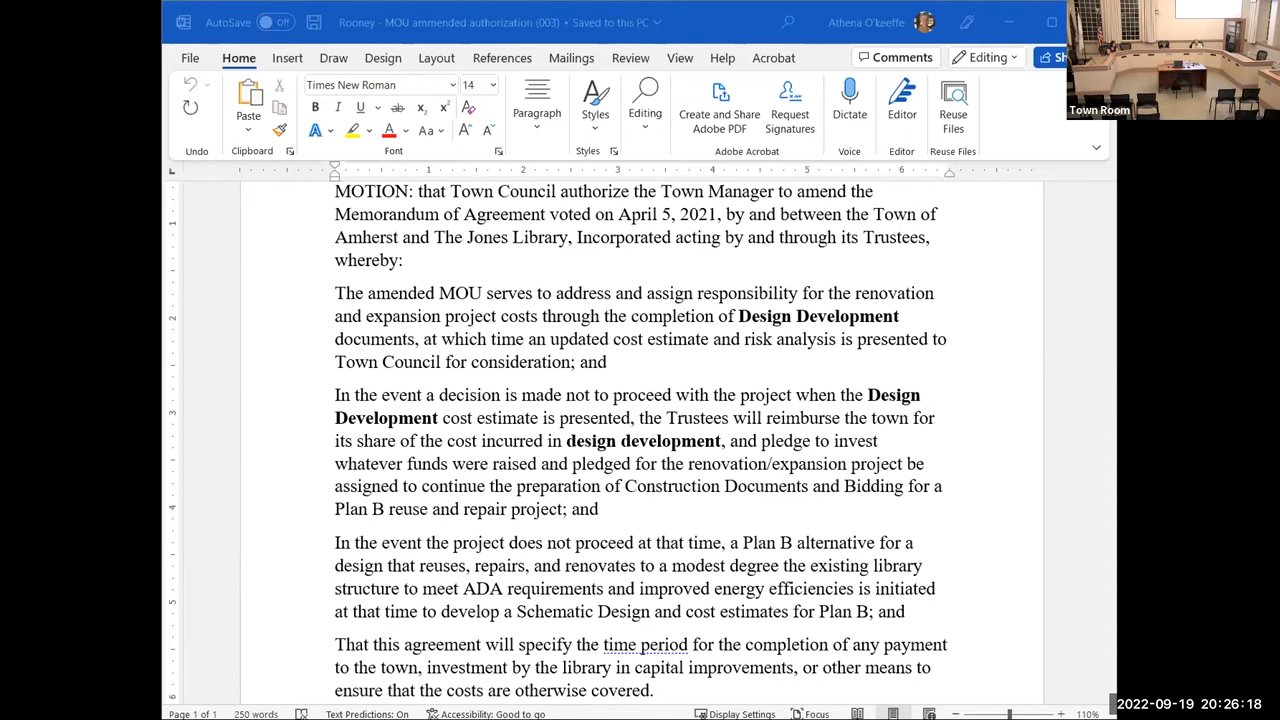 AutoSave Off Rooney - MOU ammended authorization (003) • Saved to this PC Athena O'keeffe
File Home Insert Draw Design Layout References Mailings Review View Help Acrobat Comments Editing Sh
Times New Roman 14
Paste Paragraph Styles Editing Create and Share Adobe PDF Request Signatures Dictate Editor Reuse Files
Undo Clipboard Font Styles Adobe Acrobat Voice Editor Reuse Files
Town Room
1 2 3 4 5 6
MOTION: that Town Council authorize the Town Manager to amend the
Memorandum of Agreement voted on April 5, 2021, by and between the Town of
Amherst and The Jones Library, Incorporated acting by and through its Trustees,
whereby:
The amended MOU serves to address and assign responsibility for the renovation
and expansion project costs through the completion of Design Development
documents, at which time an updated cost estimate and risk analysis is presented to
Town Council for consideration; and
In the event a decision is made not to proceed with the project when the Design
Development cost estimate is presented, the Trustees will reimburse the town for
its share of the cost incurred in design development, and pledge to invest
whatever funds were raised and pledged for the renovation/expansion project be
assigned to continue the preparation of Construction Documents and Bidding for a
Plan B reuse and repair project; and
In the event the project does not proceed at that time, a Plan B alternative for a
design that reuses, repairs, and renovates to a modest degree the existing library
structure to meet ADA requirements and improved energy efficiencies is initiated
at that time to develop a Schematic Design and cost estimates for Plan B; and
That this agreement will specify the time period for the completion of any payment
to the town, investment by the library in capital improvements, or other means to
ensure that the costs are otherwise covered.
Page 1 of 1 250 words Text Predictions: On Accessibility: Good to go Display Settings Focus 110%
2022-09-19 20:26:18